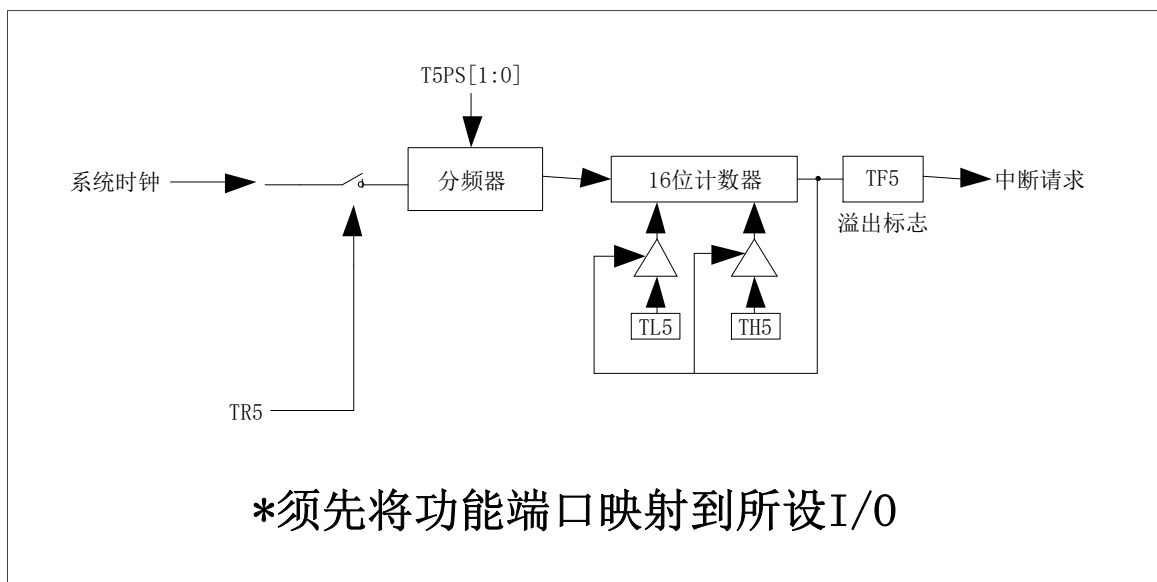 T5PS[1:0]
系统时钟
分频器
16位计数器
TF5
中断请求
溢出标志
TL5
TH5
TR5
*须先将功能端口映射到所设I/O